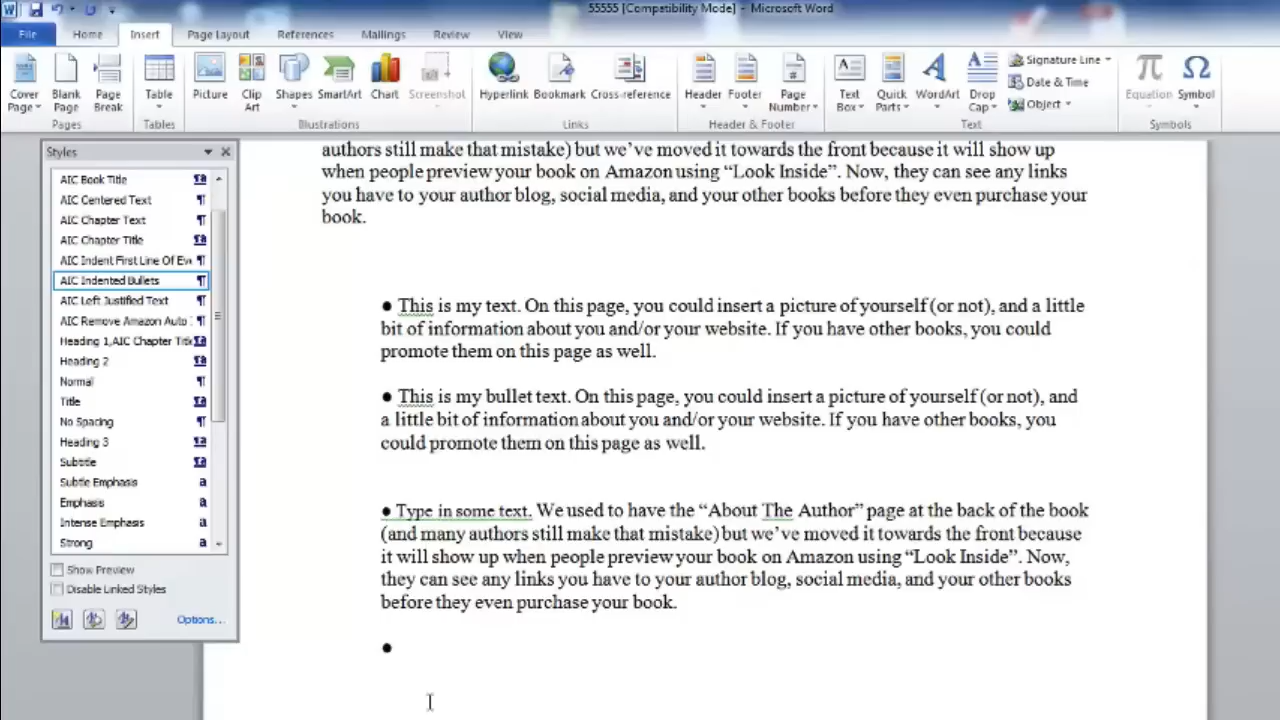 55555 [Compatibility Mode] - Microsoft Word
File Home Insert Page Layout References Mailings Review View
Cover Page Blank Page Page Break Table Picture Clip Art Shapes SmartArt Chart Screenshot Hyperlink Bookmark Cross-reference Header Footer Page Number Text Box Quick Parts WordArt Drop Cap Signature Line Date & Time Object Equation Symbol
Pages Tables Illustrations Links Header & Footer Text Symbols
Styles
AIC Book Title
AIC Centered Text
AIC Chapter Text
AIC Chapter Title
AIC Indent First Line Of Eve
AIC Indented Bullets
AIC Left Justified Text
AIC Remove Amazon Auto
Heading 1,AIC Chapter Title
Heading 2
Normal
Title
No Spacing
Heading 3
Subtitle
Subtle Emphasis
Emphasis
Intense Emphasis
Strong
Show Preview
Disable Linked Styles
Options...
authors still make that mistake) but we've moved it towards the front because it will show up
when people preview your book on Amazon using “Look Inside”. Now, they can see any links
you have to your author blog, social media, and your other books before they even purchase your
book.
● This is my text. On this page, you could insert a picture of yourself (or not), and a little
bit of information about you and/or your website. If you have other books, you could
promote them on this page as well.
● This is my bullet text. On this page, you could insert a picture of yourself (or not), and
a little bit of information about you and/or your website. If you have other books, you
could promote them on this page as well.
● Type in some text. We used to have the “About The Author” page at the back of the book
(and many authors still make that mistake) but we've moved it towards the front because
it will show up when people preview your book on Amazon using “Look Inside”. Now,
they can see any links you have to your author blog, social media, and your other books
before they even purchase your book.
●